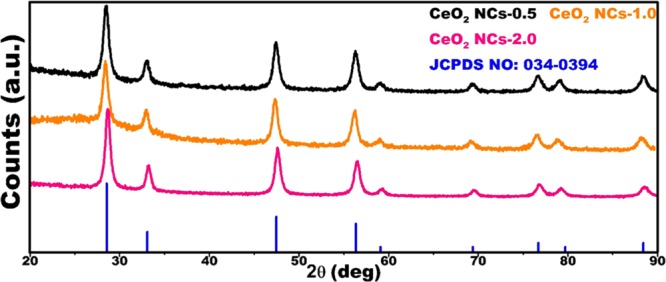 CeO₂ NCs-0.5 CeO₂ NCs-1.0
CeO₂ NCs-2.0
JCPDS NO: 034-0394
Counts (a.u.)
20 30 40 50 60 70 80 90
2θ (deg)